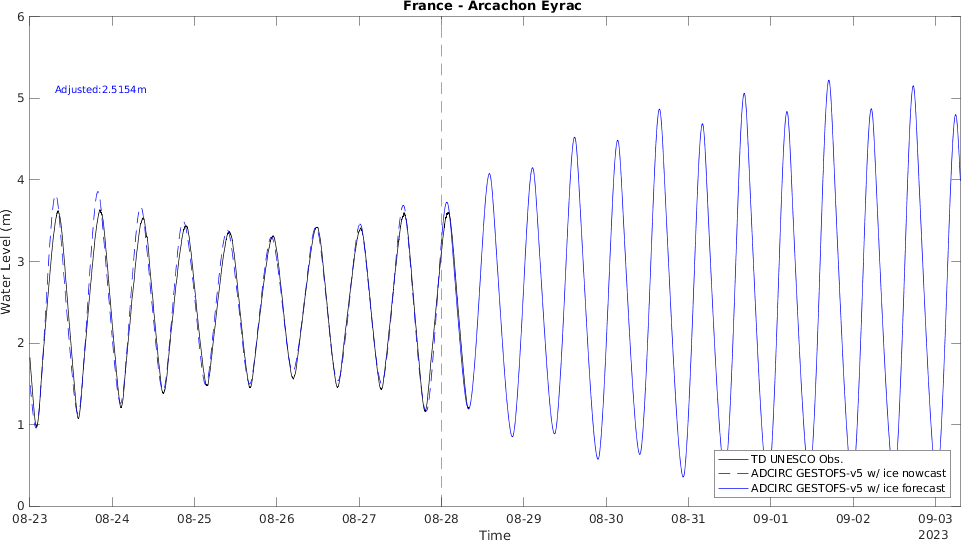 France - Arcachon Eyrac
6
5
4
3
2
1
0
Water Level (m)
Adjusted:2.5154m
TD UNESCO Obs.
ADCIRC GESTOFS-v5 w/ ice nowcast
ADCIRC GESTOFS-v5 w/ ice forecast
08-23 08-24 08-25 08-26 08-27 08-28 08-29 08-30 08-31 09-01 09-02 09-03
Time
2023